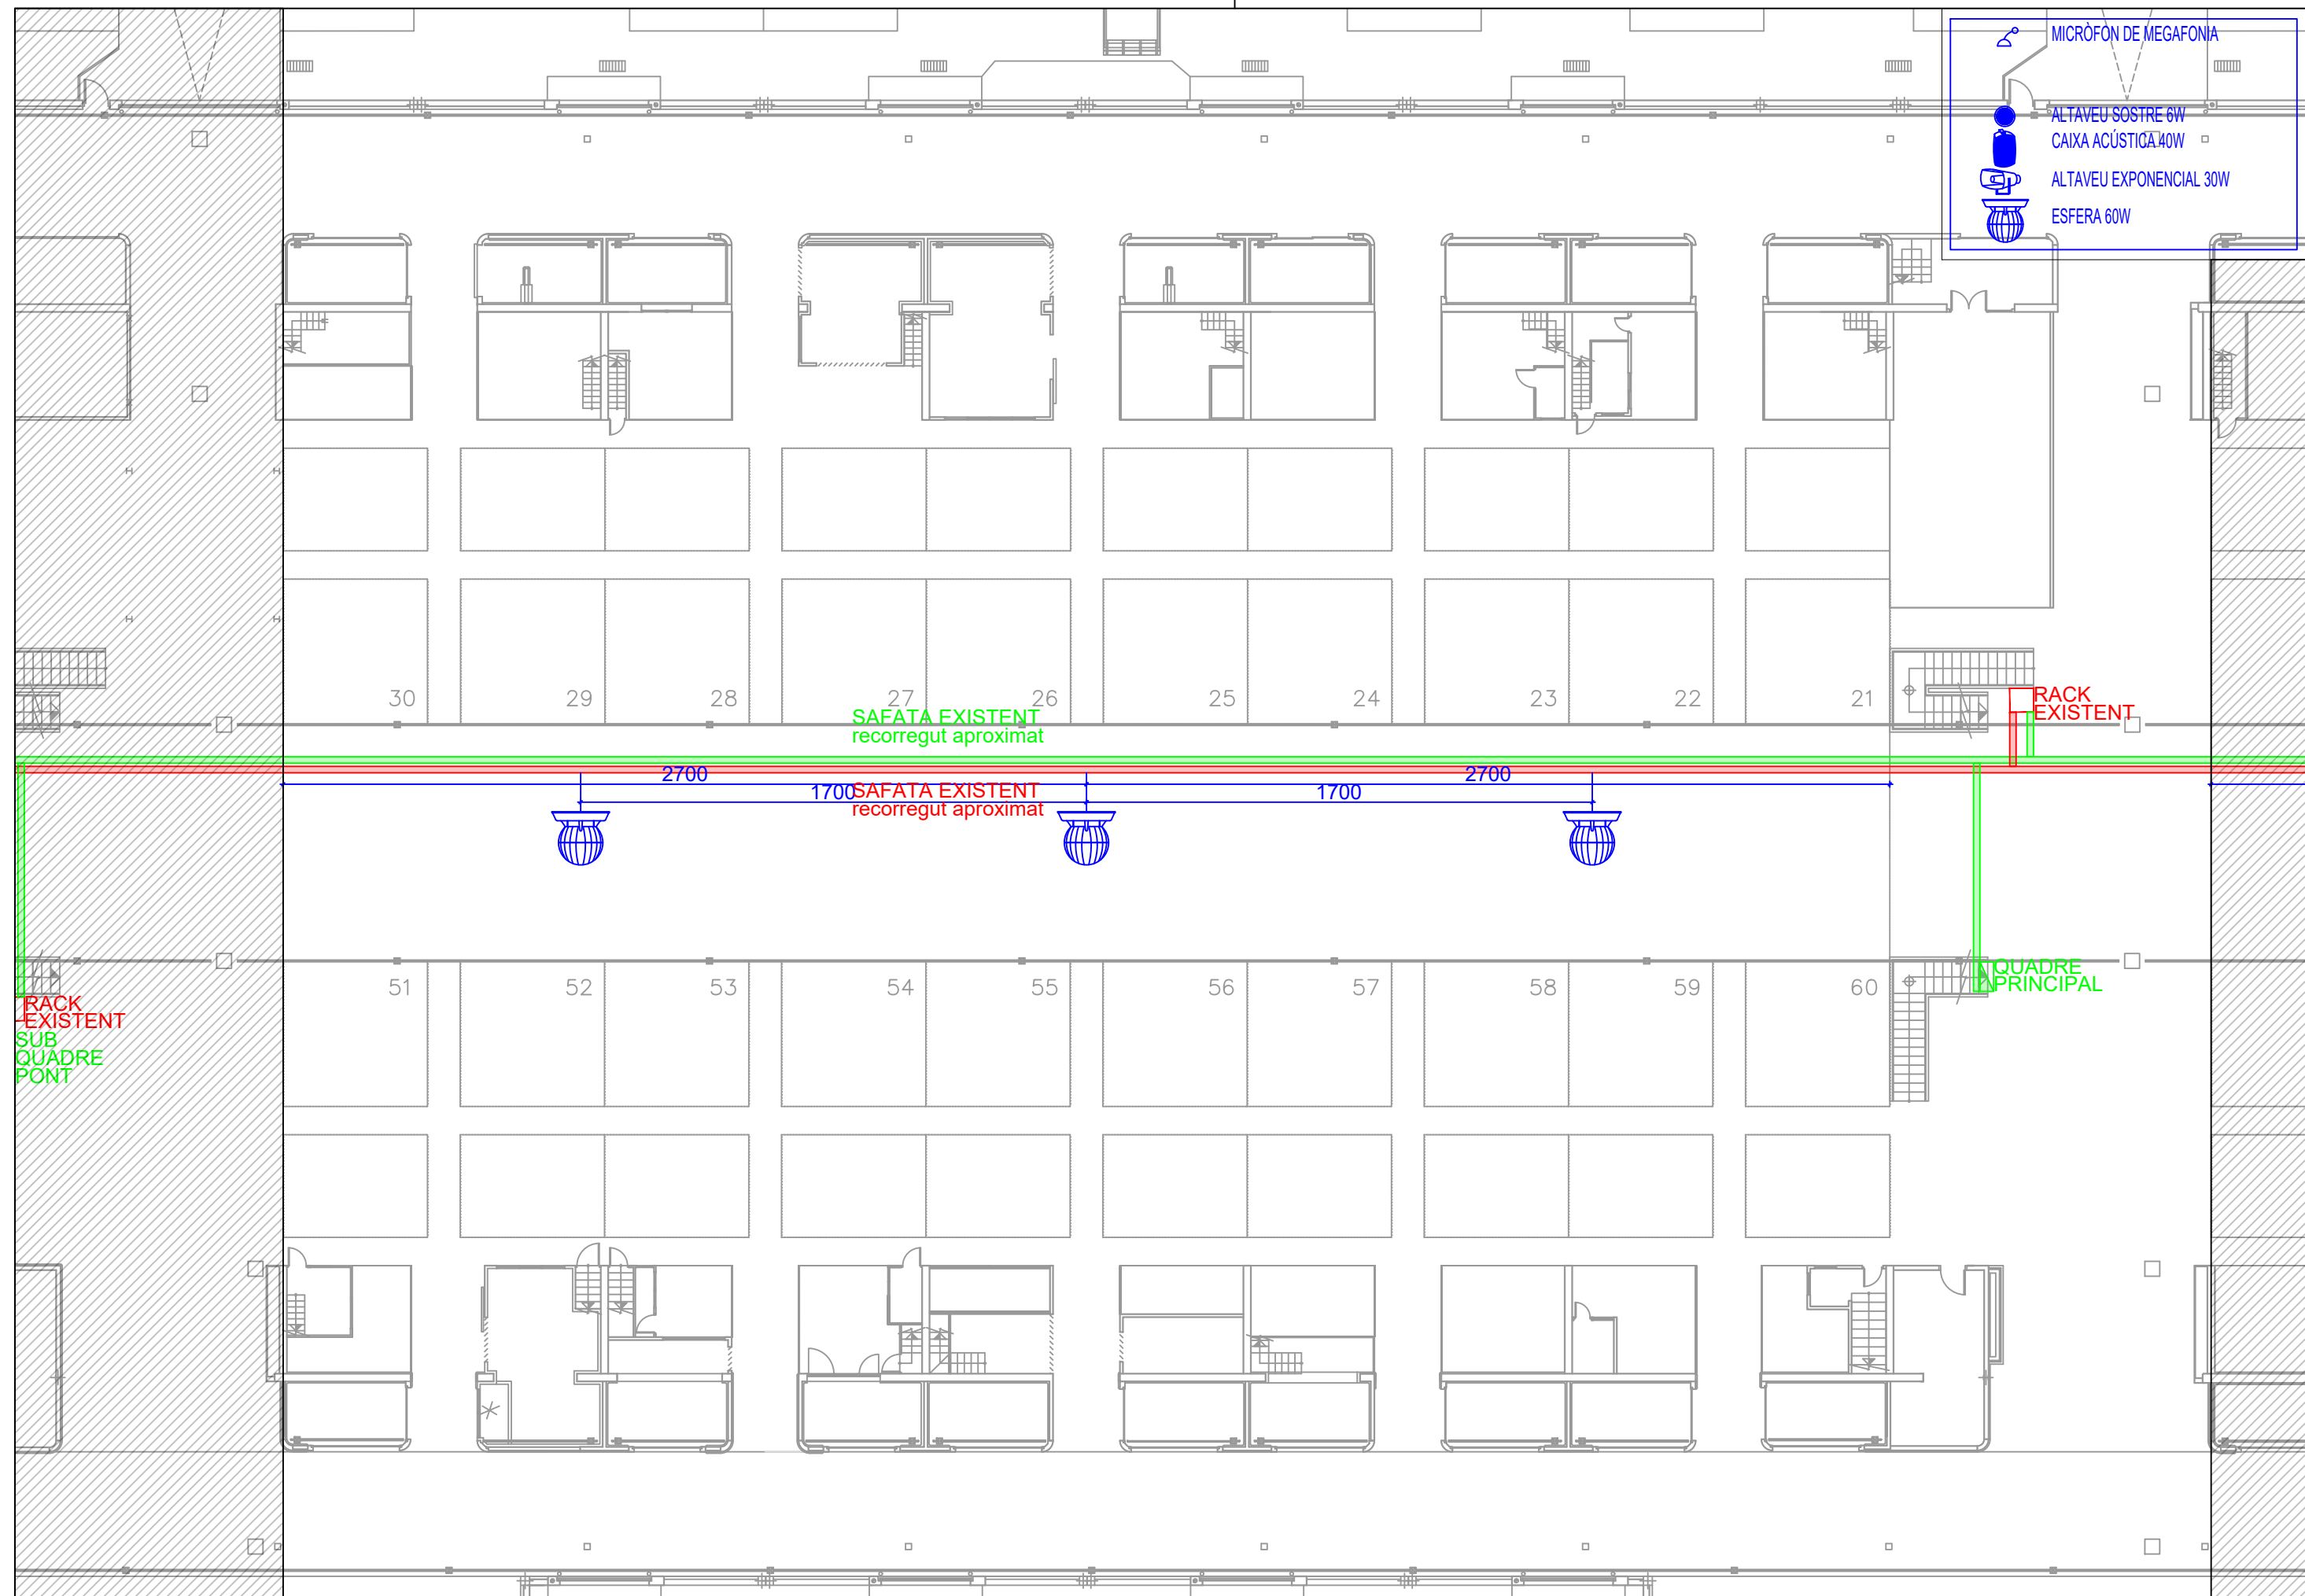 MICRÒFON DE MEGAFONIA
ALTAVEU SOSTRE 6W
CAIXA ACÚSTICA 40W
ALTAVEU EXPONENCIAL 30W
ESFERA 60W
30 29 28 27 26 25 24 23 22 21
RACK
EXISTENT
SAFATA EXISTENT
recorregut aproximat
2700 2700
1700 1700
SAFATA EXISTENT
recorregut aproximat
51 52 53 54 55 56 57 58 59 60
QUADRE
PRINCIPAL
RACK
EXISTENT
SUB
QUADRE
PONT